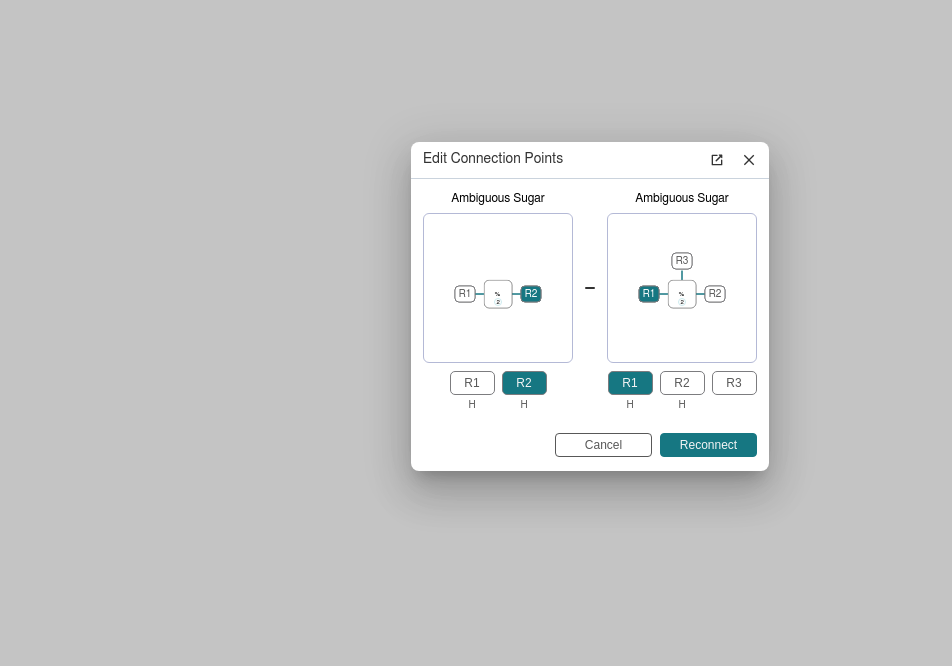 Edit Connection Points
Ambiguous Sugar
Ambiguous Sugar
R1
%
2
R2
–
R3
R1
%
2
R2
R1
R2
H
H
R1
R2
R3
H
H
Cancel
Reconnect